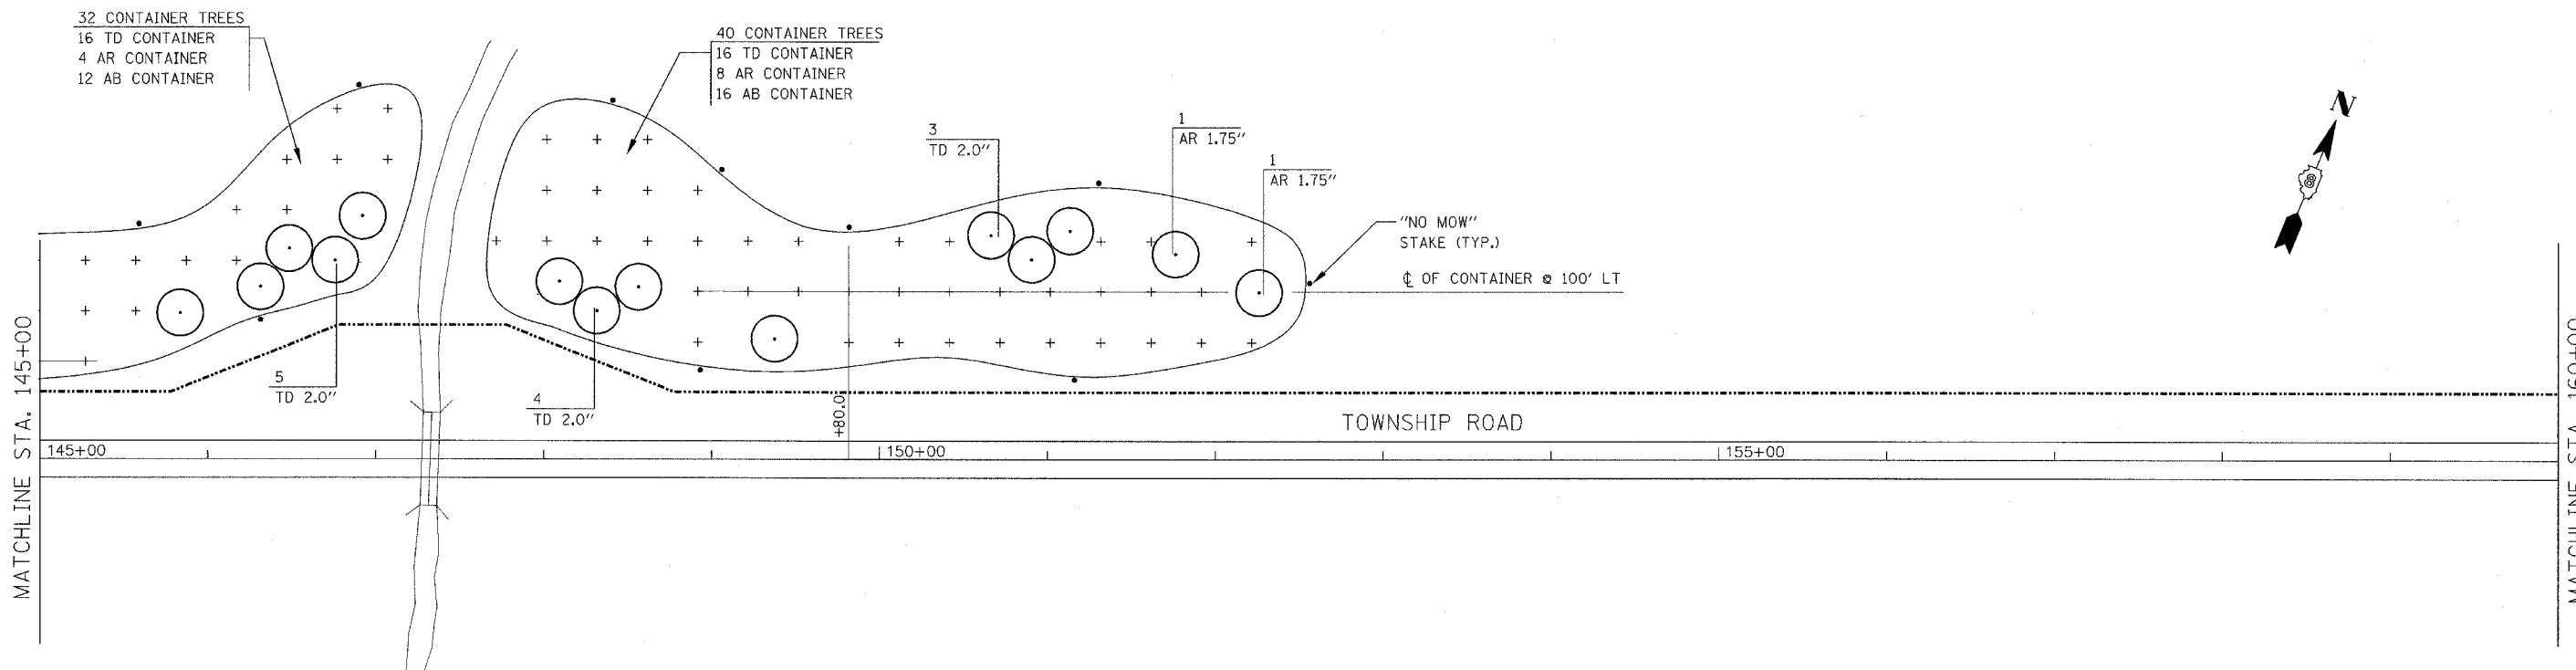 32 CONTAINER TREES
16 TD CONTAINER
4 AR CONTAINER
12 AB CONTAINER
40 CONTAINER TREES
16 TD CONTAINER
8 AR CONTAINER
16 AB CONTAINER
3
TD 2.0"
1
AR 1.75"
1
AR 1.75"
N
"NO MOW"
STAKE (TYP.)
℄ OF CONTAINER @ 100' LT
5
TD 2.0"
4
TD 2.0"
+80.0
TOWNSHIP ROAD
145+00
150+00
155+00
MATCHLINE STA. 145+00
MATCHLINE STA. 160+00